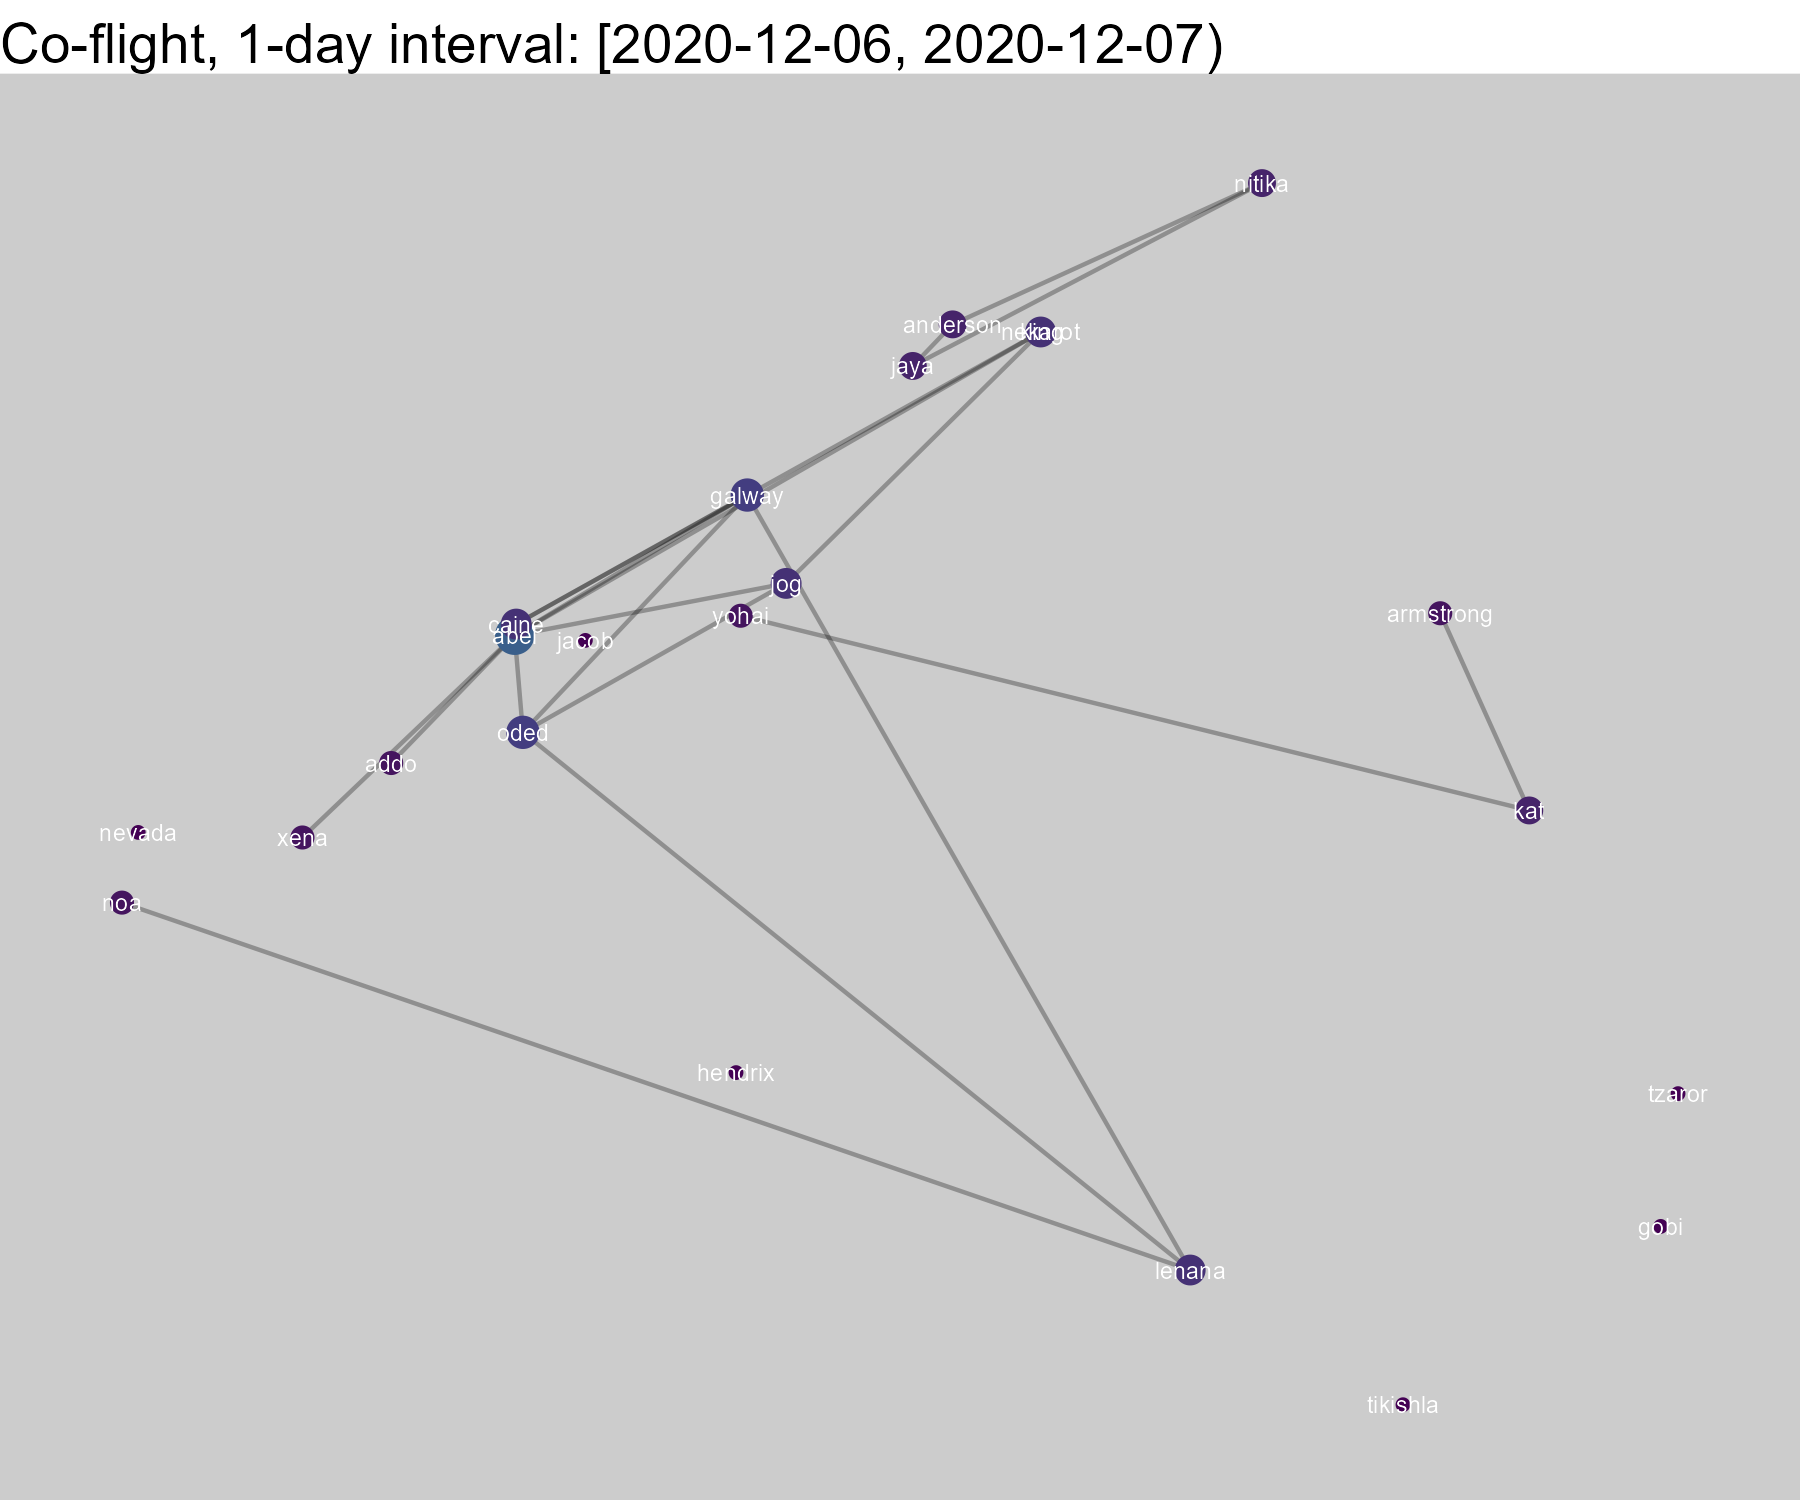 Co-flight, 1-day interval: [2020-12-06, 2020-12-07)
nitika
anderson
king
jaya
galway
jog
yohai
armstrong
caine
abel
jacob
oded
addo
kat
nevada
xena
noa
hendrix
tzaror
gobi
lenana
tikishla